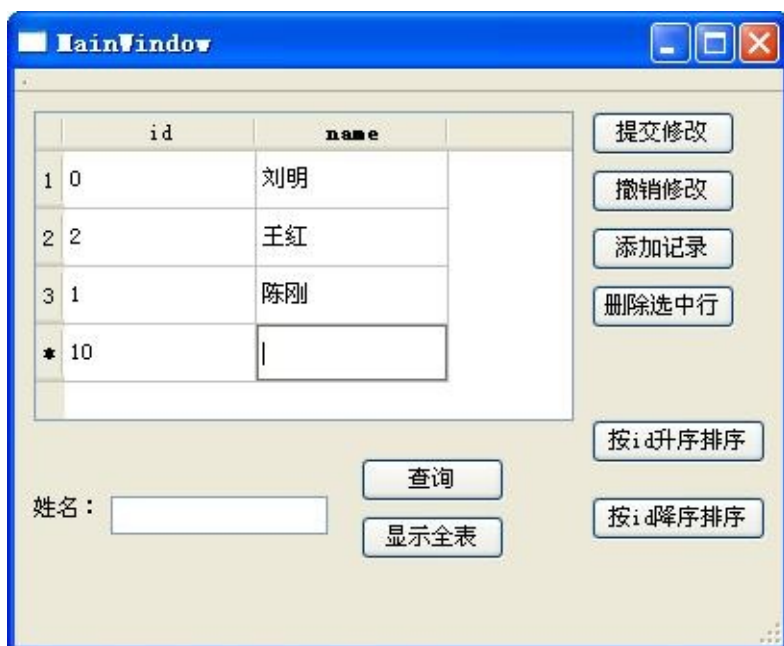 MainWindow
id name
1 0 刘明
2 2 王红
3 1 陈刚
* 10
提交修改
撤销修改
添加记录
删除选中行
按id升序排序
查询
姓名：
按id降序排序
显示全表